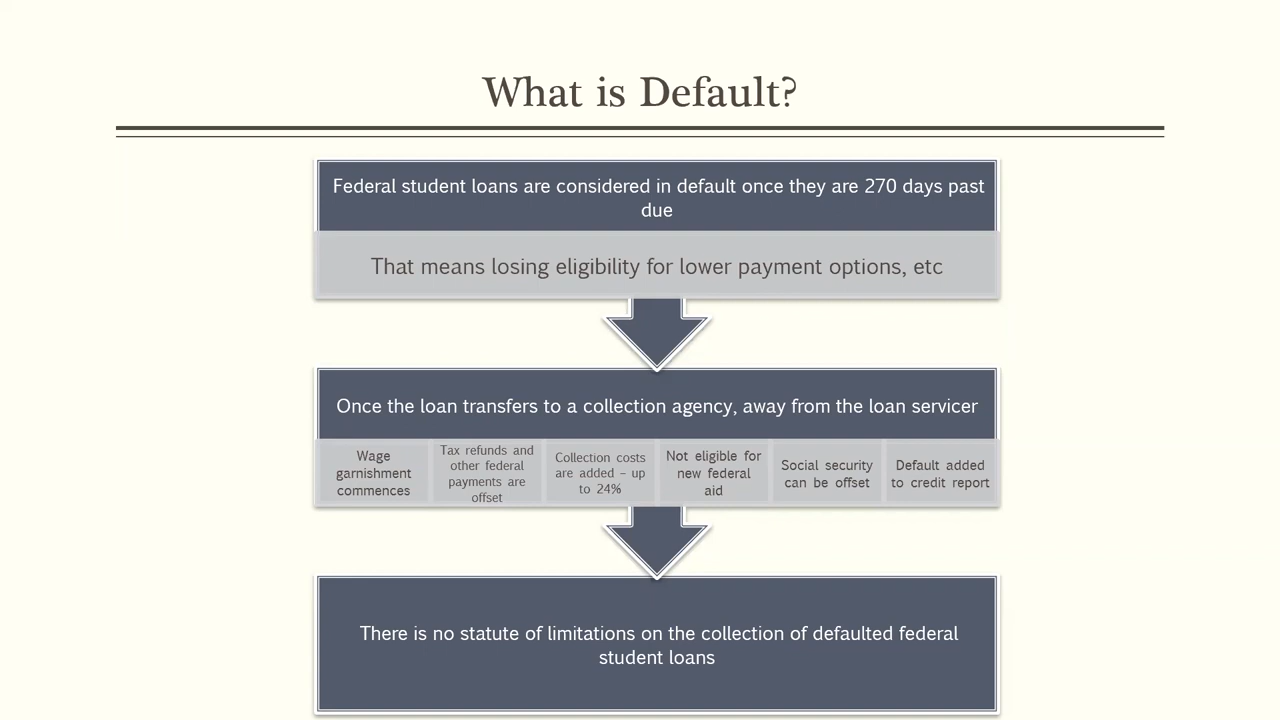 What is Default?
Federal student loans are considered in default once they are 270 days past
due
That means losing eligibility for lower payment options, etc
Once the loan transfers to a collection agency, away from the loan servicer
Wage
garnishment
commences
Tax refunds and
other federal
payments are
offset
Collection costs
are added – up
to 24%
Not eligible for
new federal
aid
Social security
can be offset
Default added
to credit report
There is no statute of limitations on the collection of defaulted federal
student loans